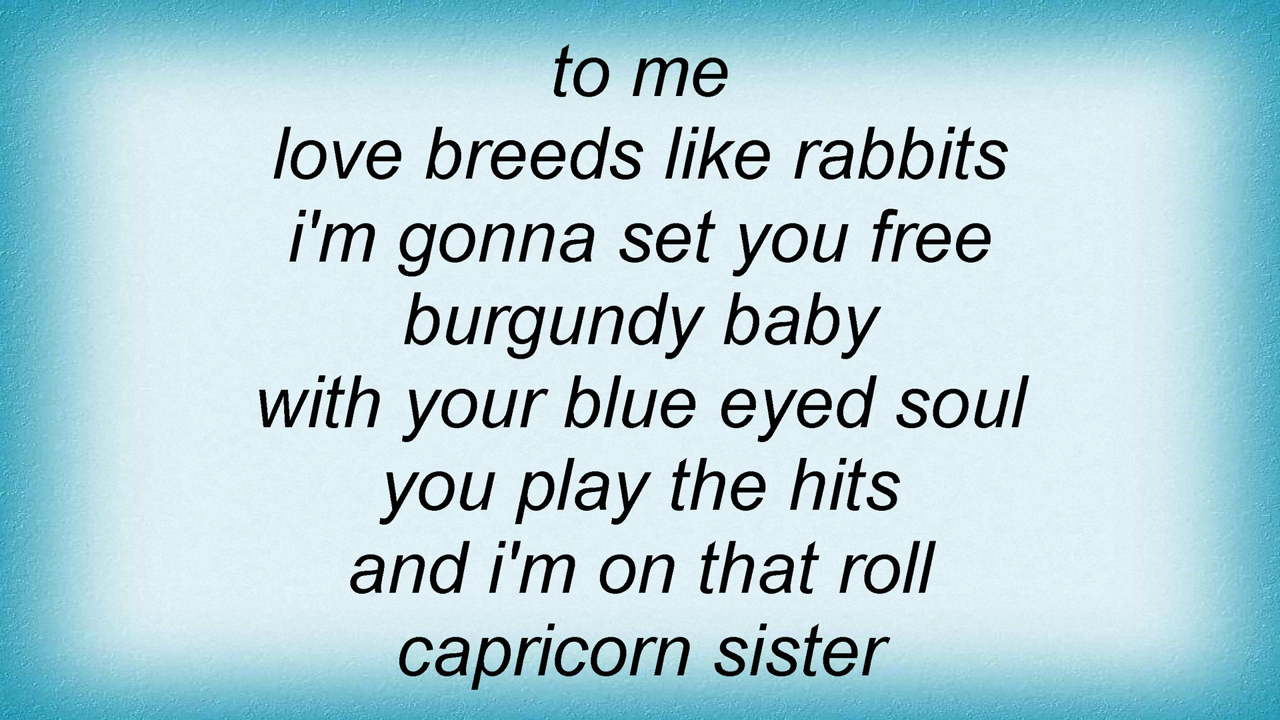 to me
love breeds like rabbits
i'm gonna set you free
burgundy baby
with your blue eyed soul
you play the hits
and i'm on that roll
capricorn sister